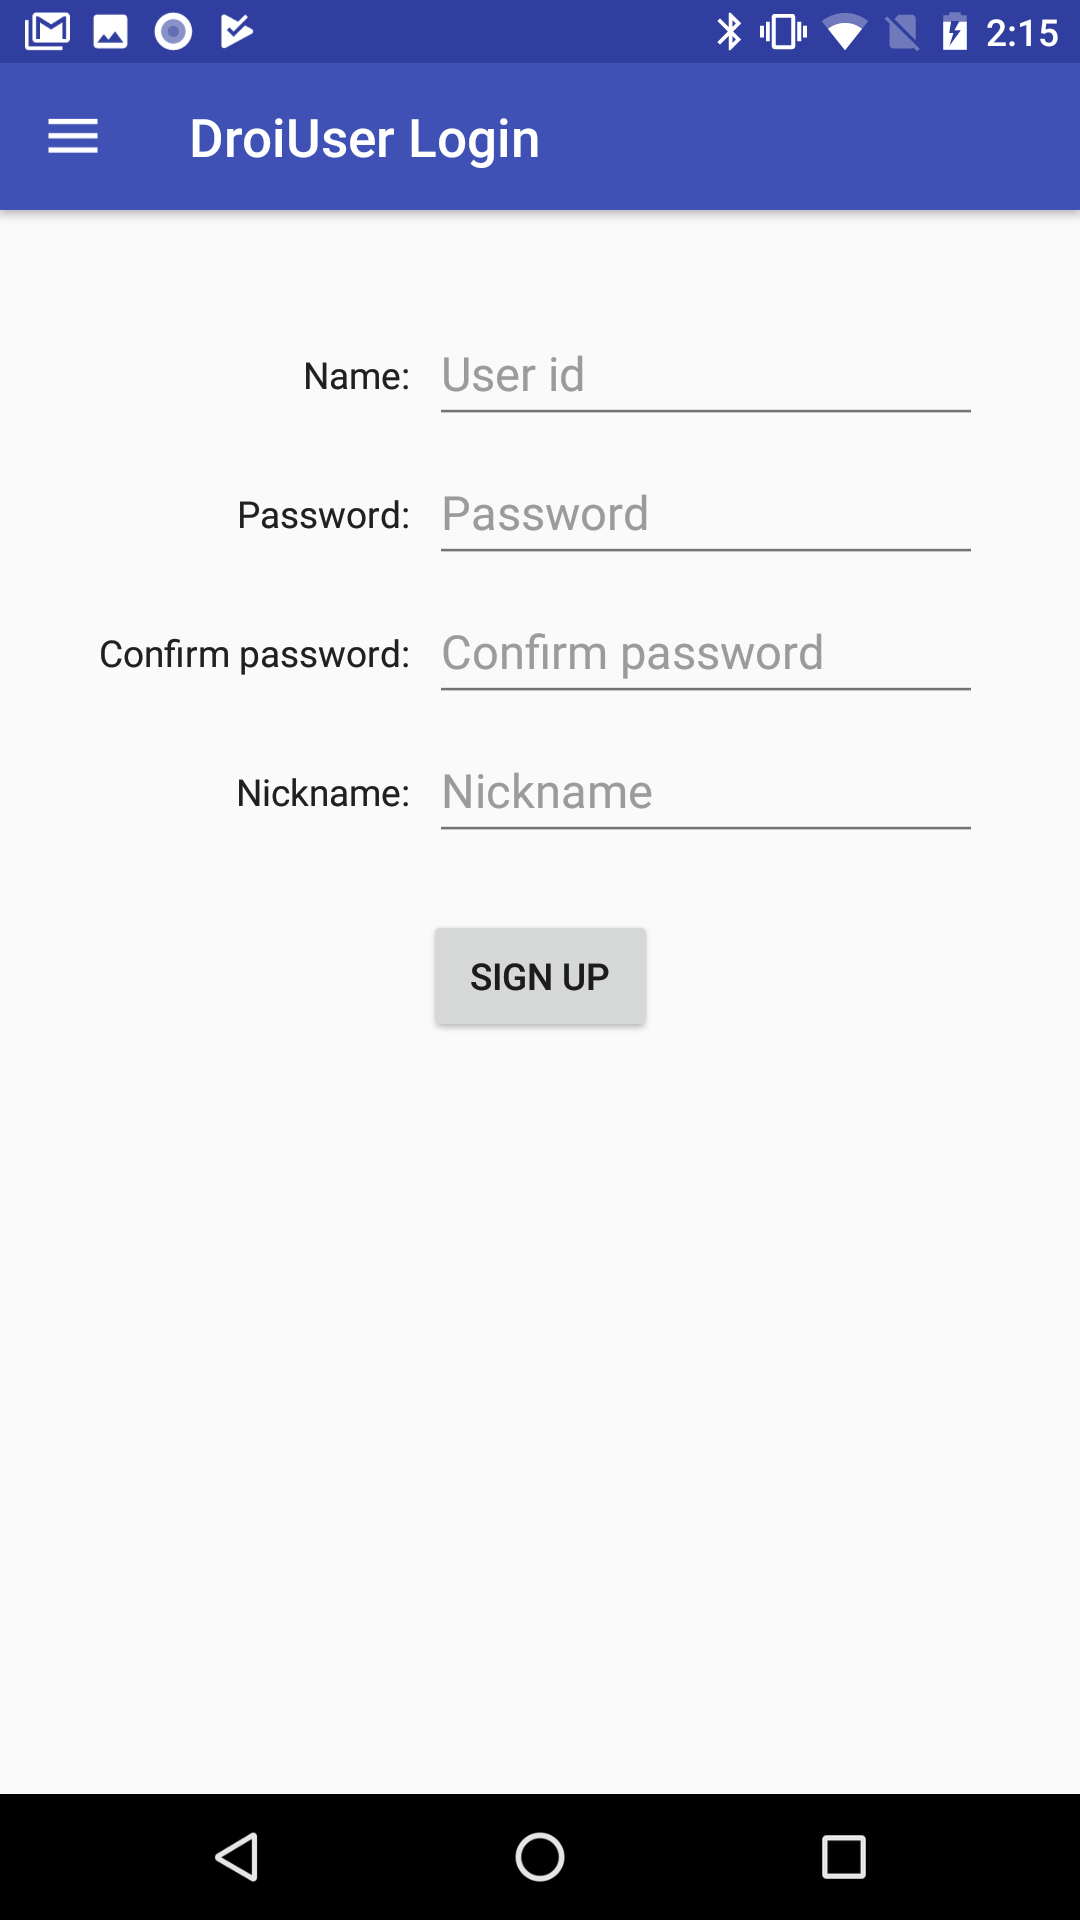 2:15
DroiUser Login
Name: User id
Password: Password
Confirm password: Confirm password
Nickname: Nickname
SIGN UP